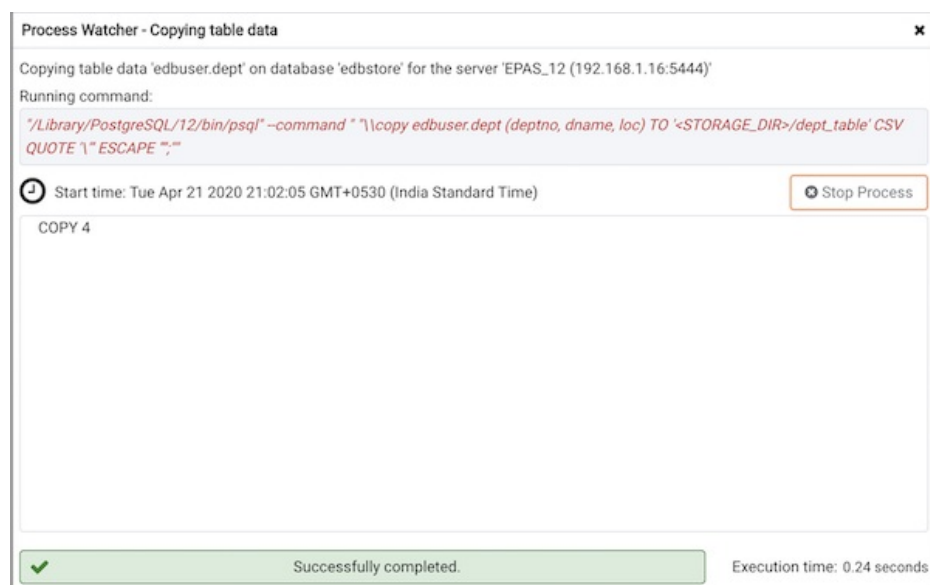 Process Watcher - Copying table data
Copying table data 'edbuser.dept' on database 'edbstore' for the server 'EPAS_12 (192.168.1.16:5444)'
Running command:
"/Library/PostgreSQL/12/bin/psql" --command " "\\copy edbuser.dept (deptno, dname, loc) TO '<STORAGE_DIR>/dept_table' CSV
QUOTE '\"' ESCAPE '''';""
Start time: Tue Apr 21 2020 21:02:05 GMT+0530 (India Standard Time)
Stop Process
COPY 4
Successfully completed.
Execution time: 0.24 seconds